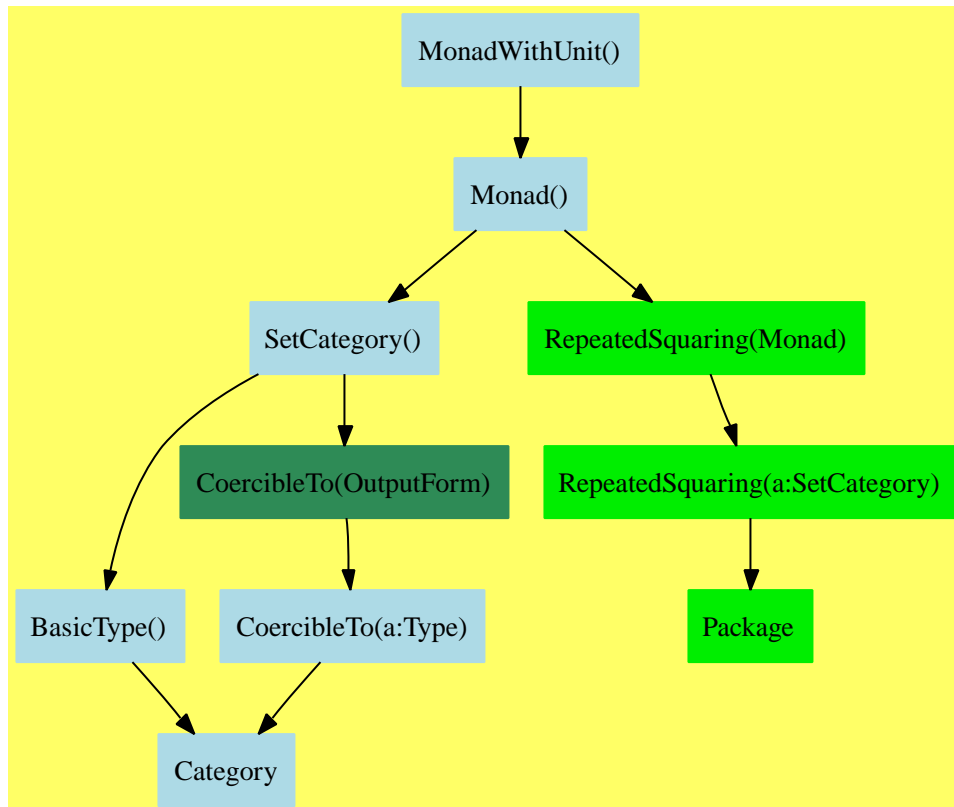 MonadWithUnit()
Monad()
SetCategory()
RepeatedSquaring(Monad)
CoercibleTo(OutputForm)
RepeatedSquaring(a:SetCategory)
BasicType()
CoercibleTo(a:Type)
Package
Category